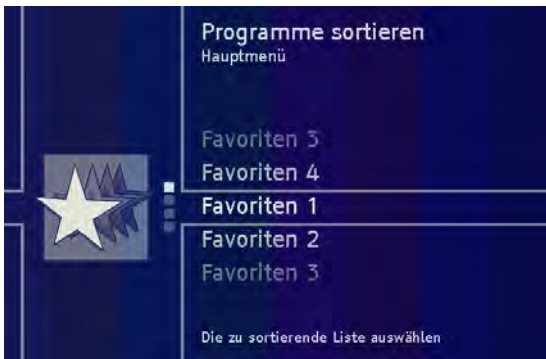 Programme sortieren
Hauptmenü
Favoriten 3
Favoriten 4
Favoriten 1
Favoriten 2
Favoriten 3
Die zu sortierende Liste auswählen